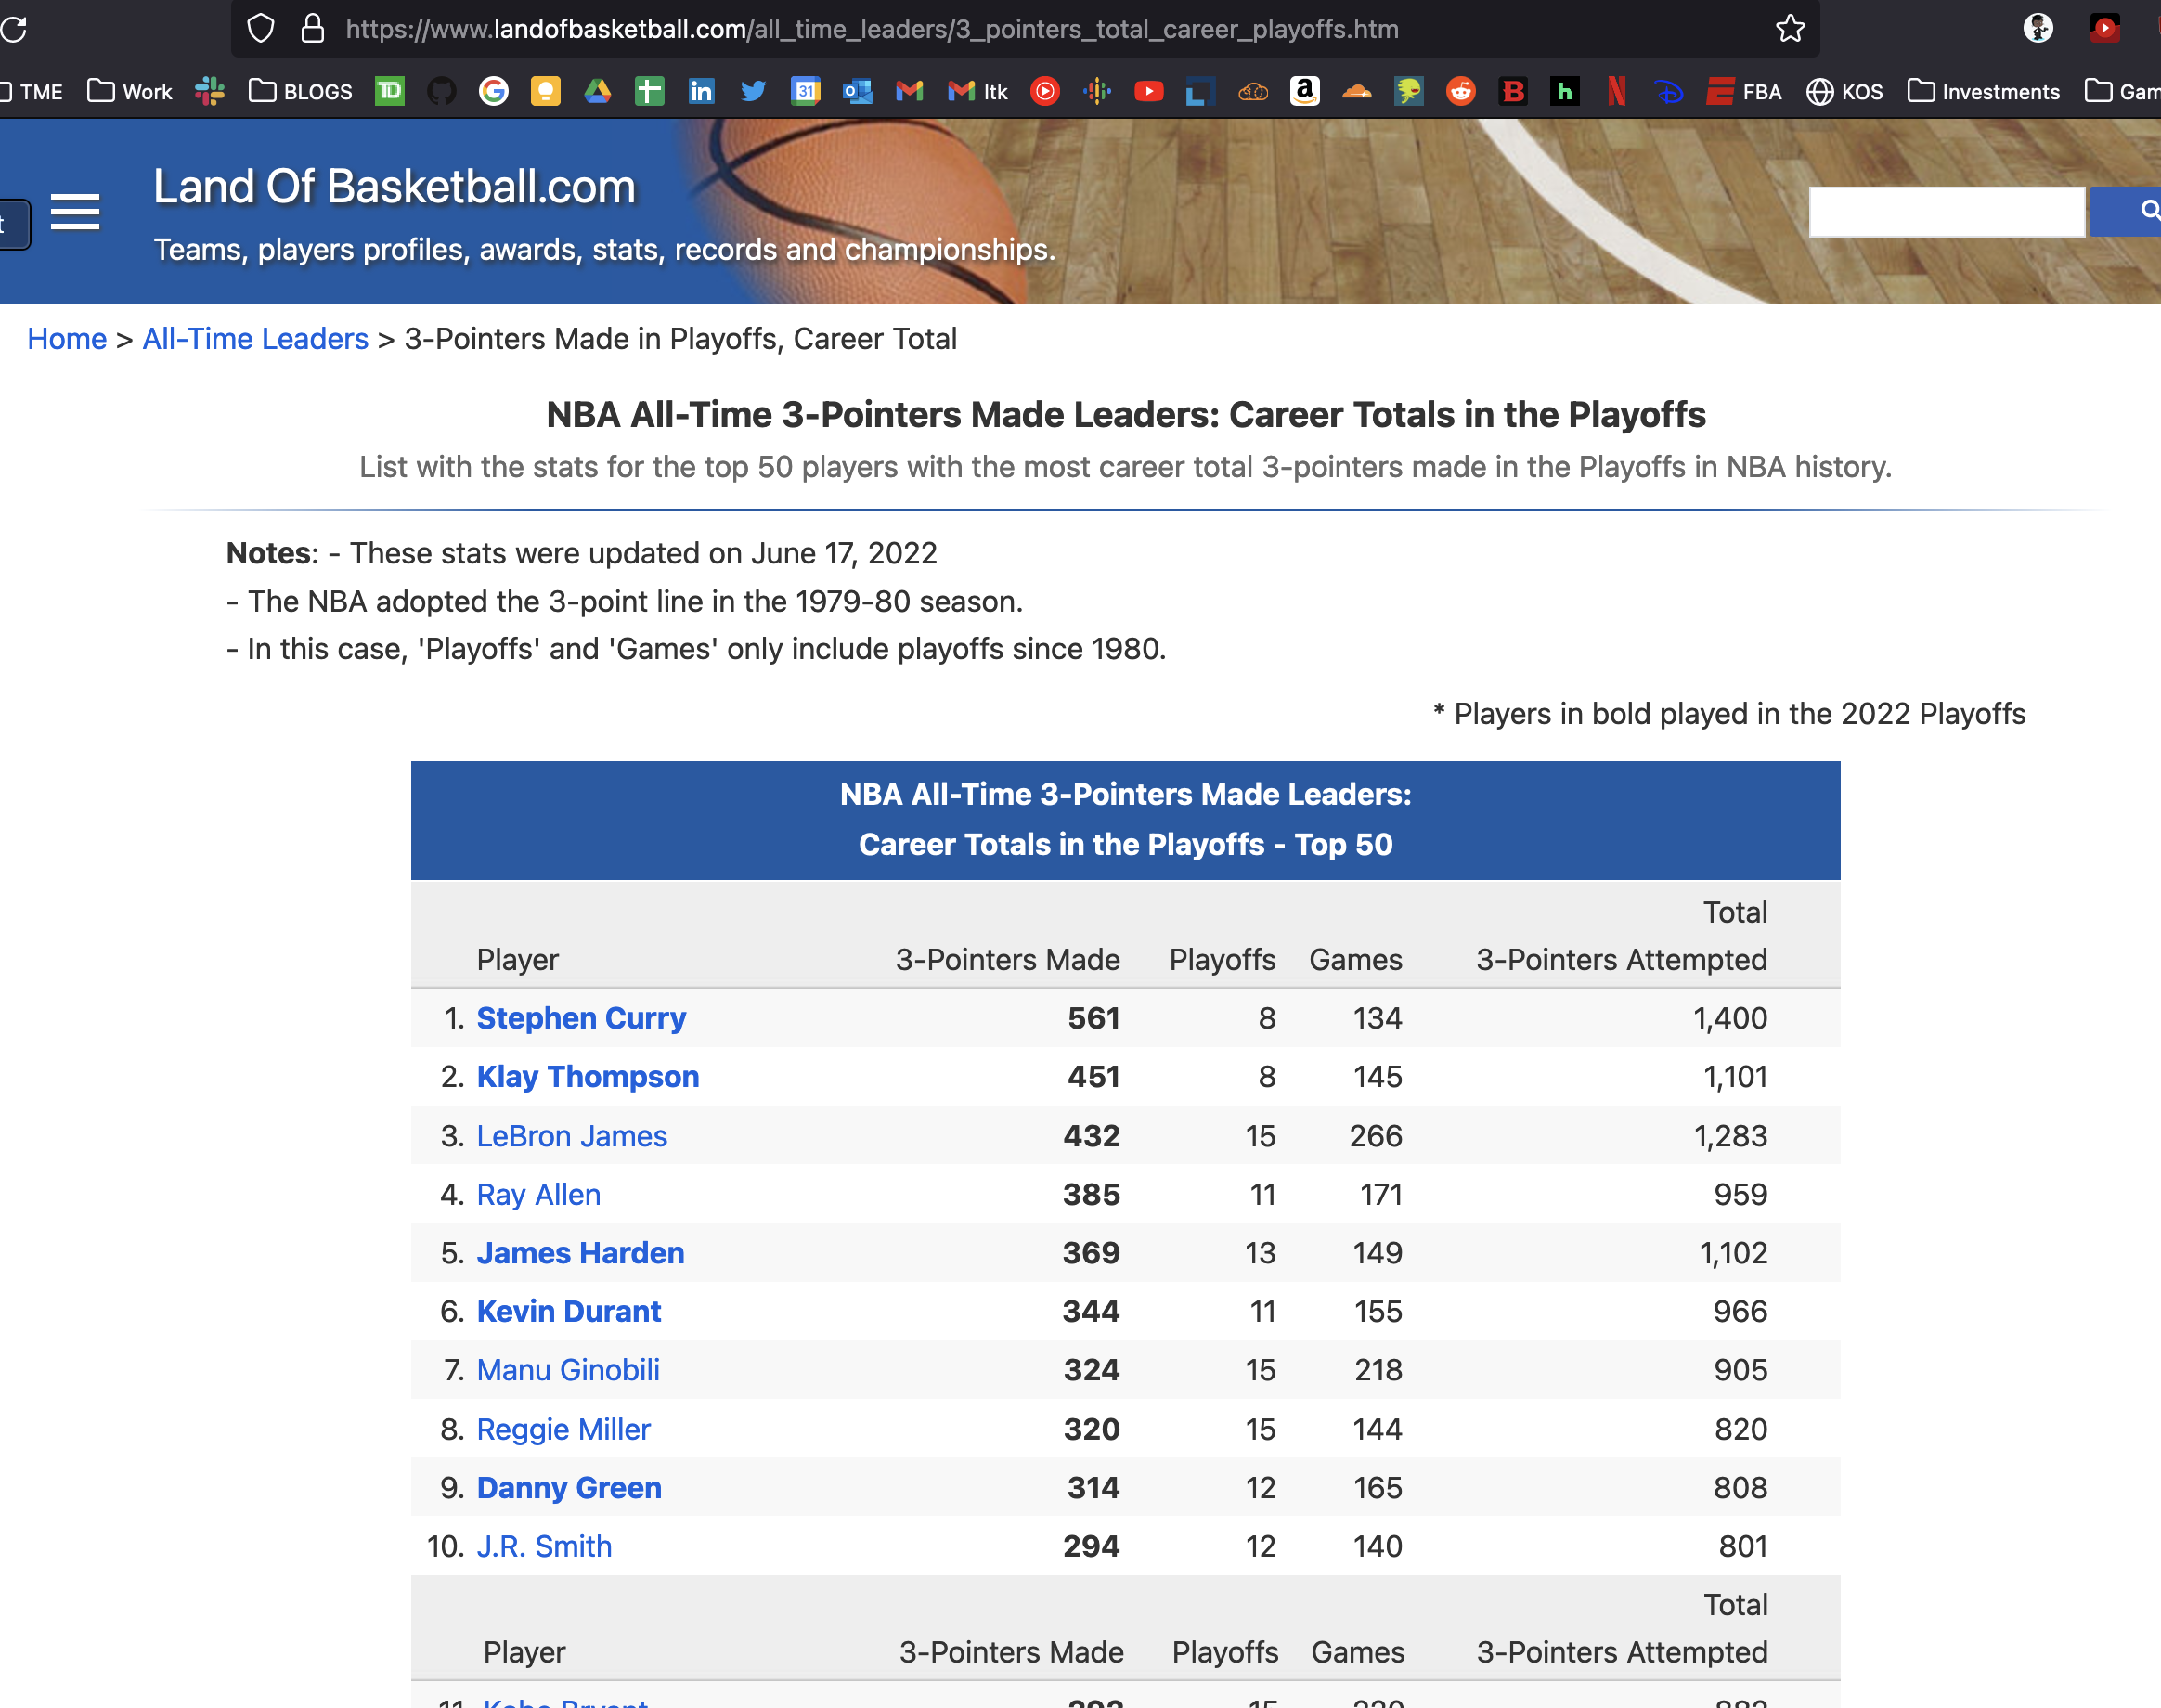 https://www.landofbasketball.com/all_time_leaders/3_pointers_total_career_playoffs.htm
TME Work BLOGS TD 31 ltk FBA KOS Investments Gam
Land Of Basketball.com
t
Teams, players profiles, awards, stats, records and championships.
Home > All-Time Leaders > 3-Pointers Made in Playoffs, Career Total
NBA All-Time 3-Pointers Made Leaders: Career Totals in the Playoffs
List with the stats for the top 50 players with the most career total 3-pointers made in the Playoffs in NBA history.
Notes: - These stats were updated on June 17, 2022
- The NBA adopted the 3-point line in the 1979-80 season.
- In this case, 'Playoffs' and 'Games' only include playoffs since 1980.
* Players in bold played in the 2022 Playoffs
NBA All-Time 3-Pointers Made Leaders:
Career Totals in the Playoffs - Top 50
Total
Player 3-Pointers Made Playoffs Games 3-Pointers Attempted
1. Stephen Curry 561 8 134 1,400
2. Klay Thompson 451 8 145 1,101
3. LeBron James 432 15 266 1,283
4. Ray Allen 385 11 171 959
5. James Harden 369 13 149 1,102
6. Kevin Durant 344 11 155 966
7. Manu Ginobili 324 15 218 905
8. Reggie Miller 320 15 144 820
9. Danny Green 314 12 165 808
10. J.R. Smith 294 12 140 801
Total
Player 3-Pointers Made Playoffs Games 3-Pointers Attempted
11. Kobe Bryant 292 15 220 882